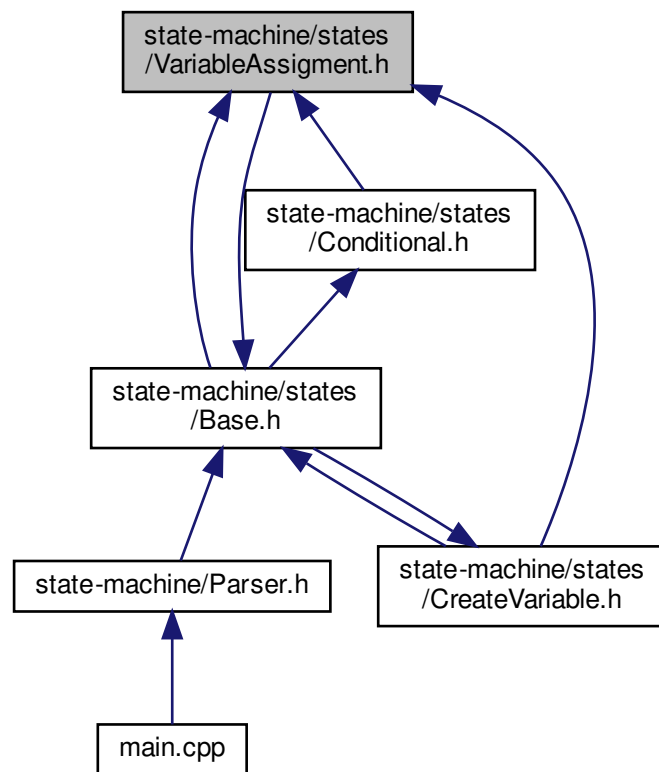 state-machine/states
/VariableAssigment.h
state-machine/states
/Conditional.h
state-machine/states
/Base.h
state-machine/Parser.h
state-machine/states
/CreateVariable.h
main.cpp